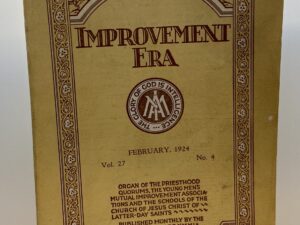 IMPROVEMENT
ERA
THE GLORY OF GOD IS INTELLIGENCE
FEBRUARY, 1924
Vol. 27 No. 4
ORGAN OF THE PRIESTHOOD
QUORUMS, THE YOUNG MEN'S
MUTUAL IMPROVEMENT ASSOCIA-
TIONS AND THE SCHOOLS OF THE
CHURCH OF JESUS CHRIST OF
LATTER-DAY SAINTS
PUBLISHED MONTHLY BY THE